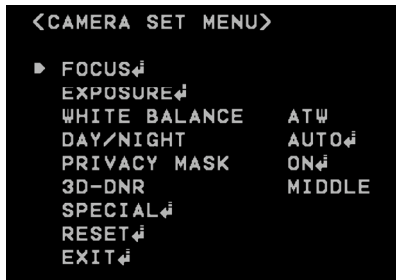 <CAMERA SET MENU>
► FOCUS↲
EXPOSURE↲
WHITE BALANCE ATW
DAY/NIGHT AUTO↲
PRIVACY MASK ON↲
3D-DNR MIDDLE
SPECIAL↲
RESET↲
EXIT↲